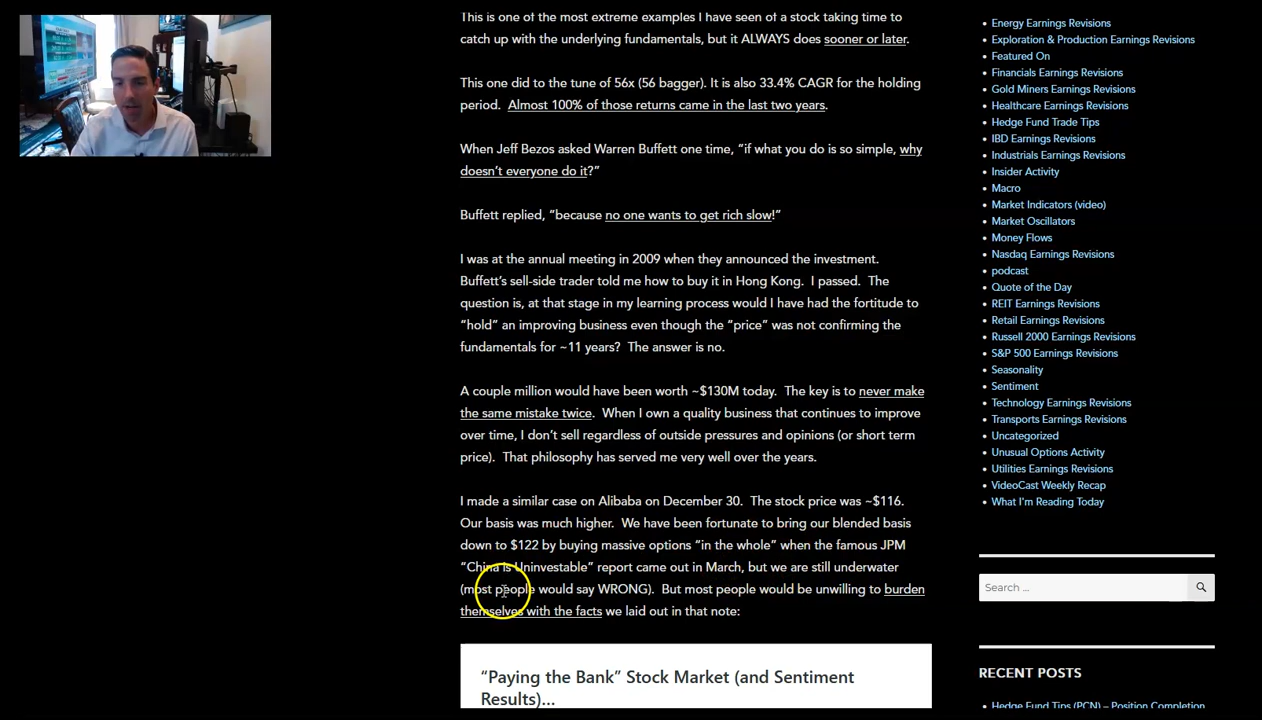 This is one of the most extreme examples I have seen of a stock taking time to
catch up with the underlying fundamentals, but it ALWAYS does sooner or later.
This one did to the tune of 56x (56 bagger). It is also 33.4% CAGR for the holding
period. Almost 100% of those returns came in the last two years.
When Jeff Bezos asked Warren Buffett one time, “if what you do is so simple, why
doesn’t everyone do it?”
Buffett replied, “because no one wants to get rich slow!”
I was at the annual meeting in 2009 when they announced the investment.
Buffett’s sell-side trader told me how to buy it in Hong Kong. I passed. The
question is, at that stage in my learning process would I have had the fortitude to
“hold” an improving business even though the “price” was not confirming the
fundamentals for ~11 years? The answer is no.
A couple million would have been worth ~$130M today. The key is to never make
the same mistake twice. When I own a quality business that continues to improve
over time, I don’t sell regardless of outside pressures and opinions (or short term
price). That philosophy has served me very well over the years.
I made a similar case on Alibaba on December 30. The stock price was ~$116.
Our basis was much higher. We have been fortunate to bring our blended basis
down to $122 by buying massive options “in the whole” when the famous JPM
“China is Uninvestable” report came out in March, but we are still underwater
(most people would say WRONG). But most people would be unwilling to burden
themselves with the facts we laid out in that note:
“Paying the Bank” Stock Market (and Sentiment
Results)…
Energy Earnings Revisions
Exploration & Production Earnings Revisions
Featured On
Financials Earnings Revisions
Gold Miners Earnings Revisions
Healthcare Earnings Revisions
Hedge Fund Trade Tips
IBD Earnings Revisions
Industrials Earnings Revisions
Insider Activity
Macro
Market Indicators (video)
Market Oscillators
Money Flows
Nasdaq Earnings Revisions
podcast
Quote of the Day
REIT Earnings Revisions
Retail Earnings Revisions
Russell 2000 Earnings Revisions
S&P 500 Earnings Revisions
Seasonality
Sentiment
Technology Earnings Revisions
Transports Earnings Revisions
Uncategorized
Unusual Options Activity
Utilities Earnings Revisions
VideoCast Weekly Recap
What I’m Reading Today
Search …
RECENT POSTS
Hedge Fund Tips (PCN) – Position Completion